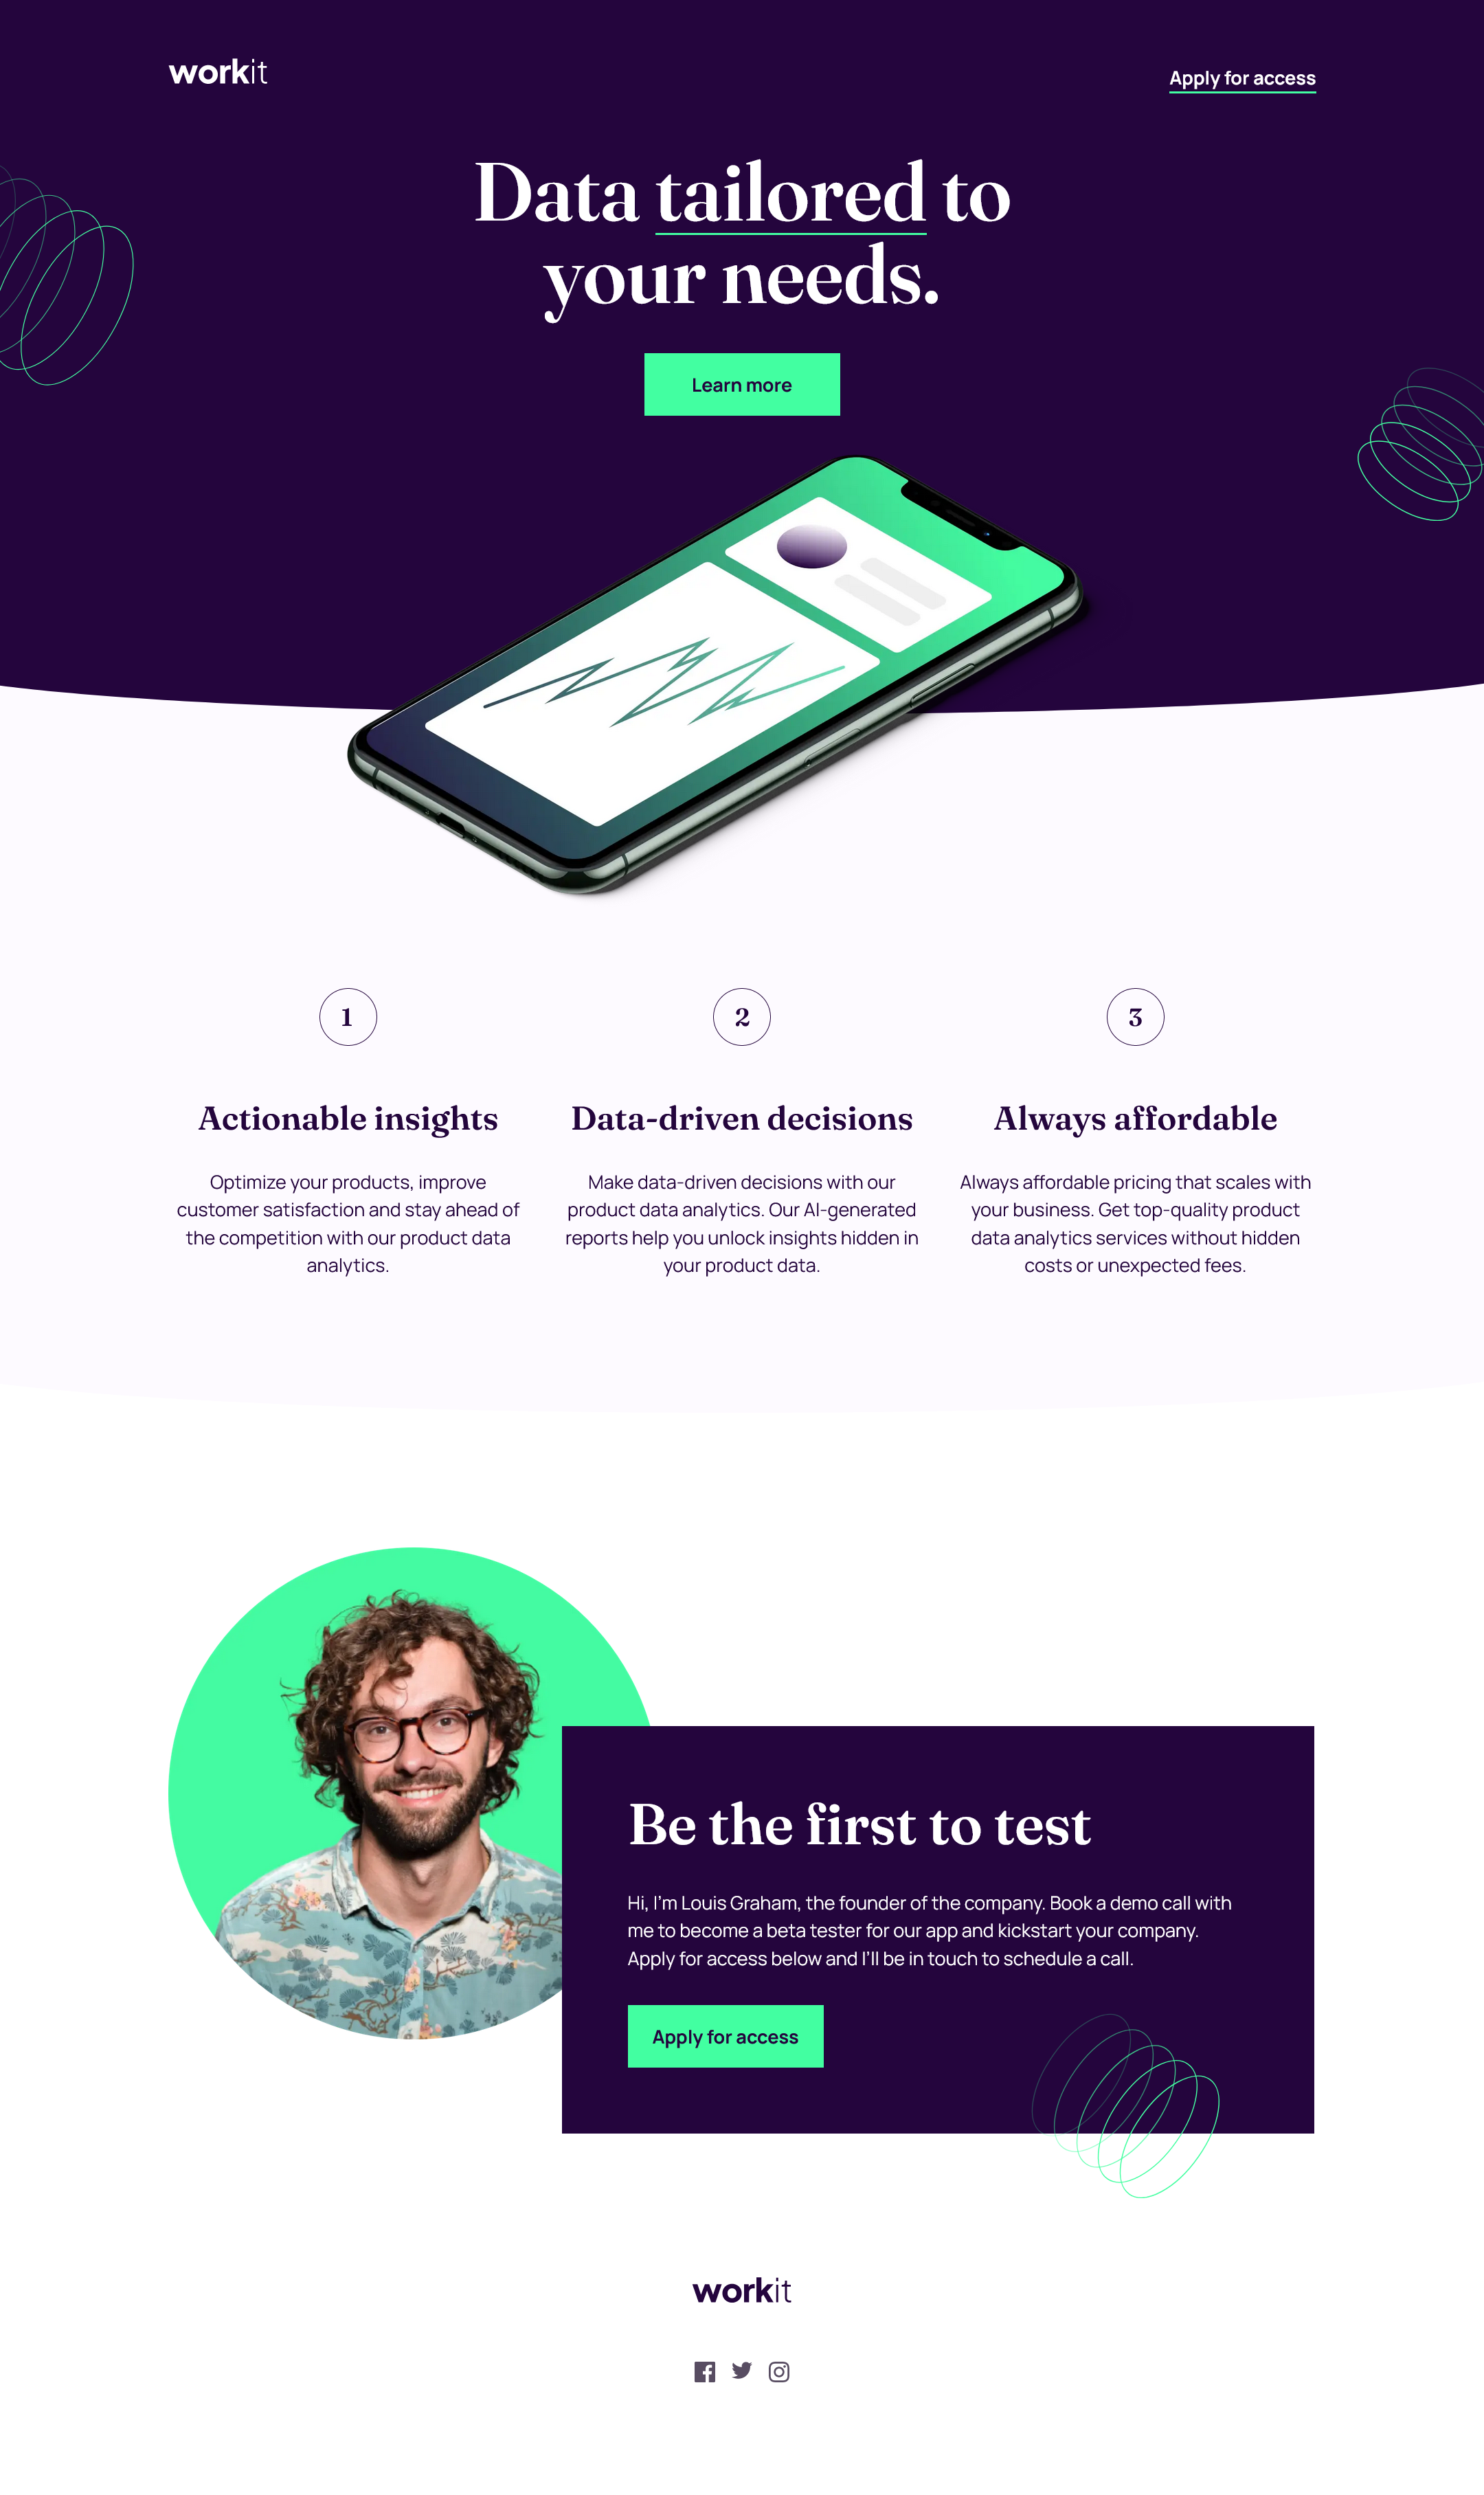 workit
Apply for access
Data tailored to
your needs.
Learn more
1
Actionable insights
Optimize your products, improve
customer satisfaction and stay ahead of
the competition with our product data
analytics.
2
Data-driven decisions
Make data-driven decisions with our
product data analytics. Our AI-generated
reports help you unlock insights hidden in
your product data.
3
Always affordable
Always affordable pricing that scales with
your business. Get top-quality product
data analytics services without hidden
costs or unexpected fees.
Be the first to test
Hi, I'm Louis Graham, the founder of the company. Book a demo call with
me to become a beta tester for our app and kickstart your company.
Apply for access below and I'll be in touch to schedule a call.
Apply for access
workit